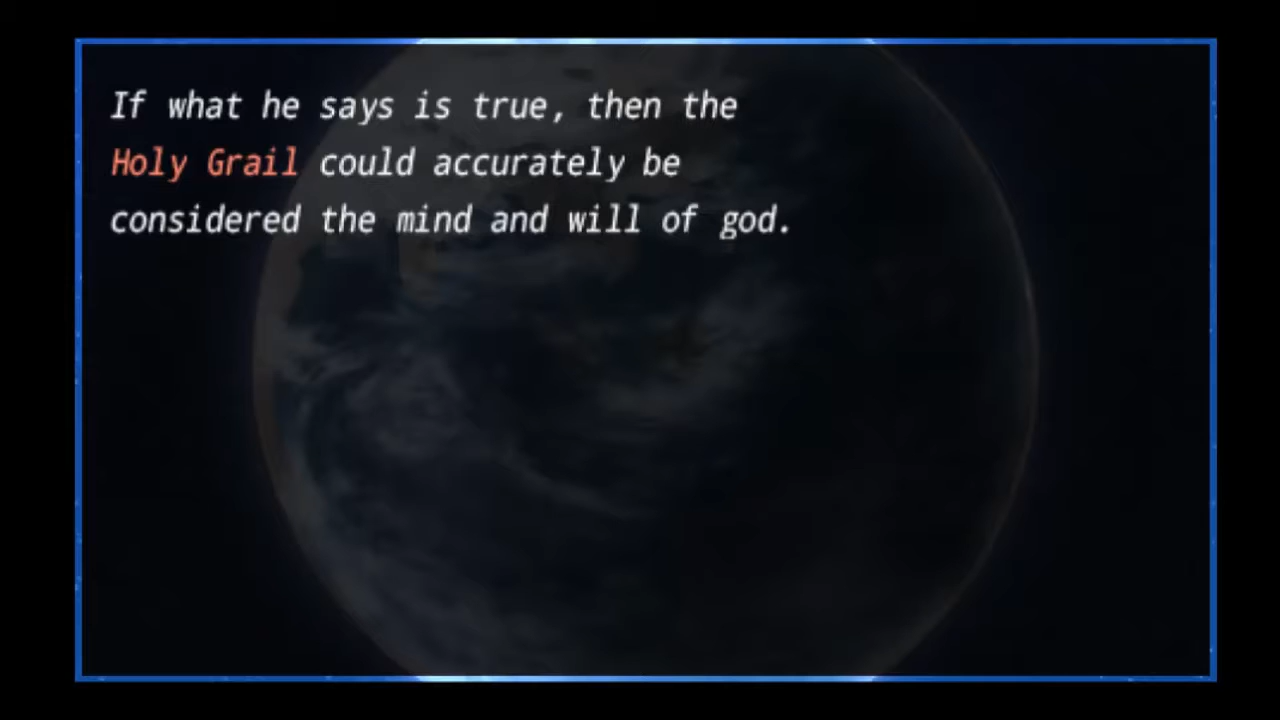 If what he says is true, then the
Holy Grail could accurately be
considered the mind and will of god.